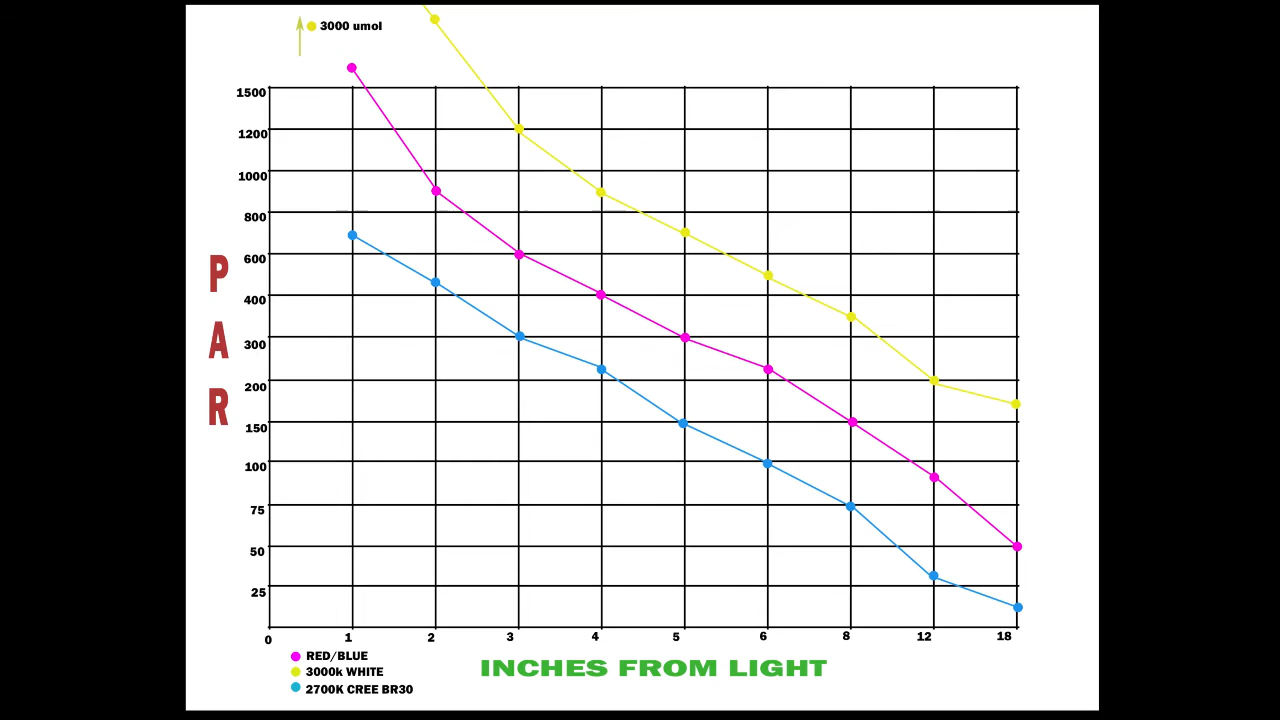 3000 umol
1500
1200
1000
800
600
400
300
200
150
100
75
50
25
PAR
0 1 2 3 4 5 6 8 12 18
INCHES FROM LIGHT
RED/BLUE
3000k WHITE
2700K CREE BR30